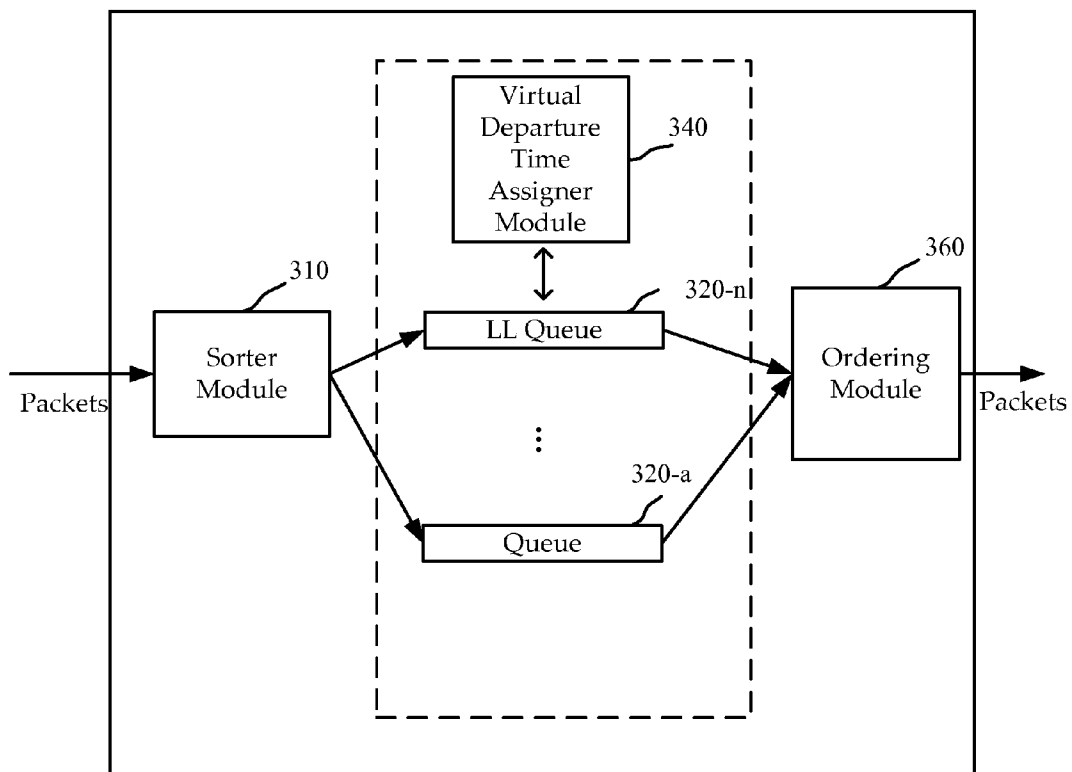 Virtual
Departure
Time
Assigner
Module
340
310
320-n
360
LL Queue
Sorter
Module
Ordering
Module
Packets
Packets
320-a
Queue